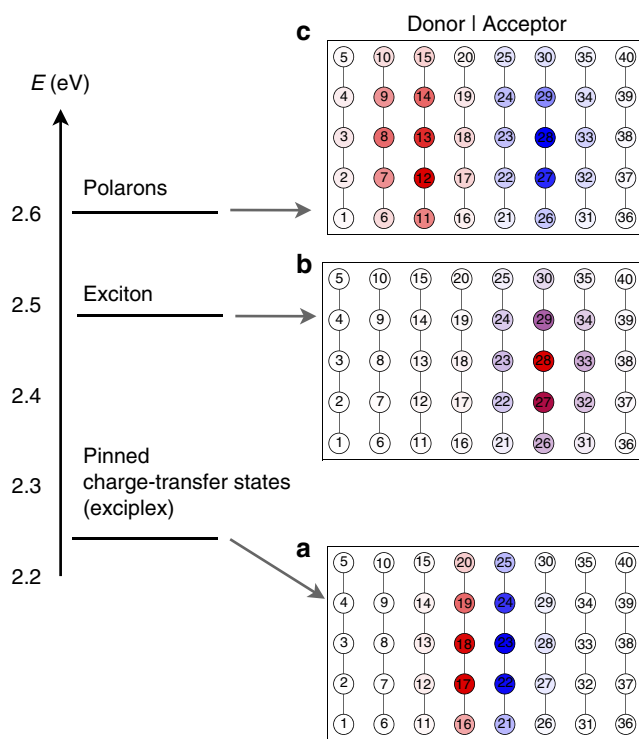 Donor | Acceptor
c
5 10 15 20 25 30 35 40
4 9 14 19 24 29 34 39
3 8 13 18 23 28 33 38
2 7 12 17 22 27 32 37
1 6 11 16 21 26 31 36
E (eV)
Polarons
2.6
b
5 10 15 20 25 30 35 40
4 9 14 19 24 29 34 39
3 8 13 18 23 28 33 38
2 7 12 17 22 27 32 37
1 6 11 16 21 26 31 36
Exciton
2.5
2.4
Pinned
charge-transfer states
(exciplex)
2.3
2.2
a
5 10 15 20 25 30 35 40
4 9 14 19 24 29 34 39
3 8 13 18 23 28 33 38
2 7 12 17 22 27 32 37
1 6 11 16 21 26 31 36